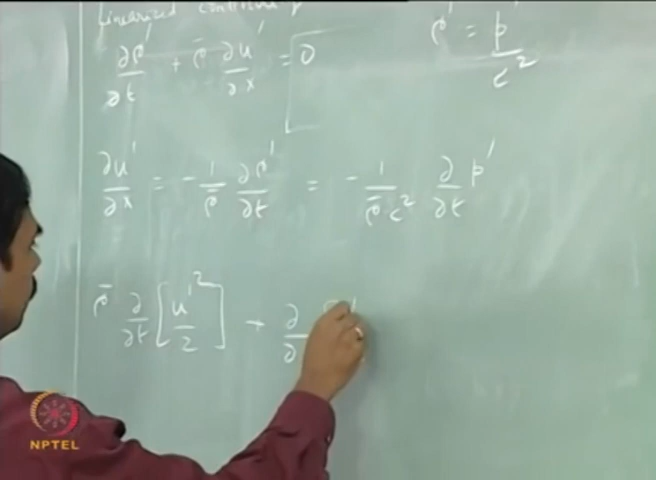 linearized continuity
∂ρ'/∂t + ρ̄ ∂u'/∂x = 0
ρ' = p'/c²
∂u'/∂x = - 1/ρ̄ ∂ρ'/∂t = - 1/(ρ̄ c²) ∂/∂t p'
ρ̄ ∂/∂t [u'²/2] + ∂/∂
NPTEL